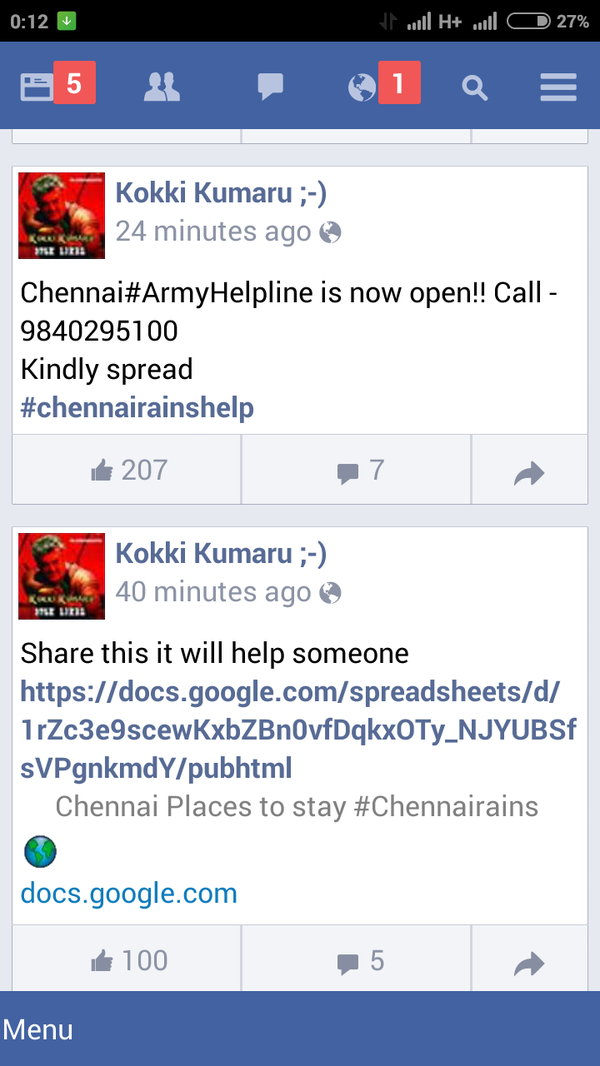 0:12 H+ 27%
5 1
Kokki Kumaru ;-)
24 minutes ago
Chennai#ArmyHelpline is now open!! Call -
9840295100
Kindly spread
#chennairainshelp
207 7
Kokki Kumaru ;-)
40 minutes ago
Share this it will help someone
https://docs.google.com/spreadsheets/d/
1rZc3e9scewKxbZBn0vfDqkxOTy_NJYUBSf
sVPgnkmdY/pubhtml
Chennai Places to stay #Chennairains
docs.google.com
100 5
Menu